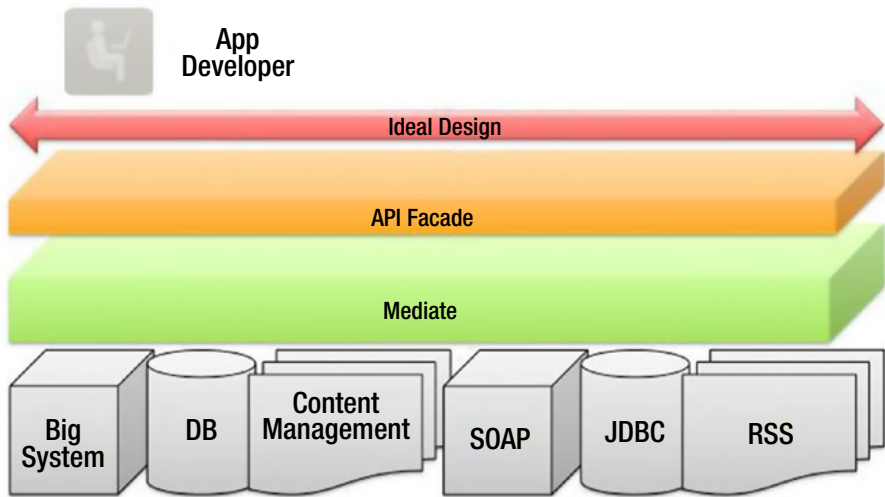 App
Developer
Ideal Design
API Facade
Mediate
Big
System
DB
Content
Management
SOAP
JDBC
RSS